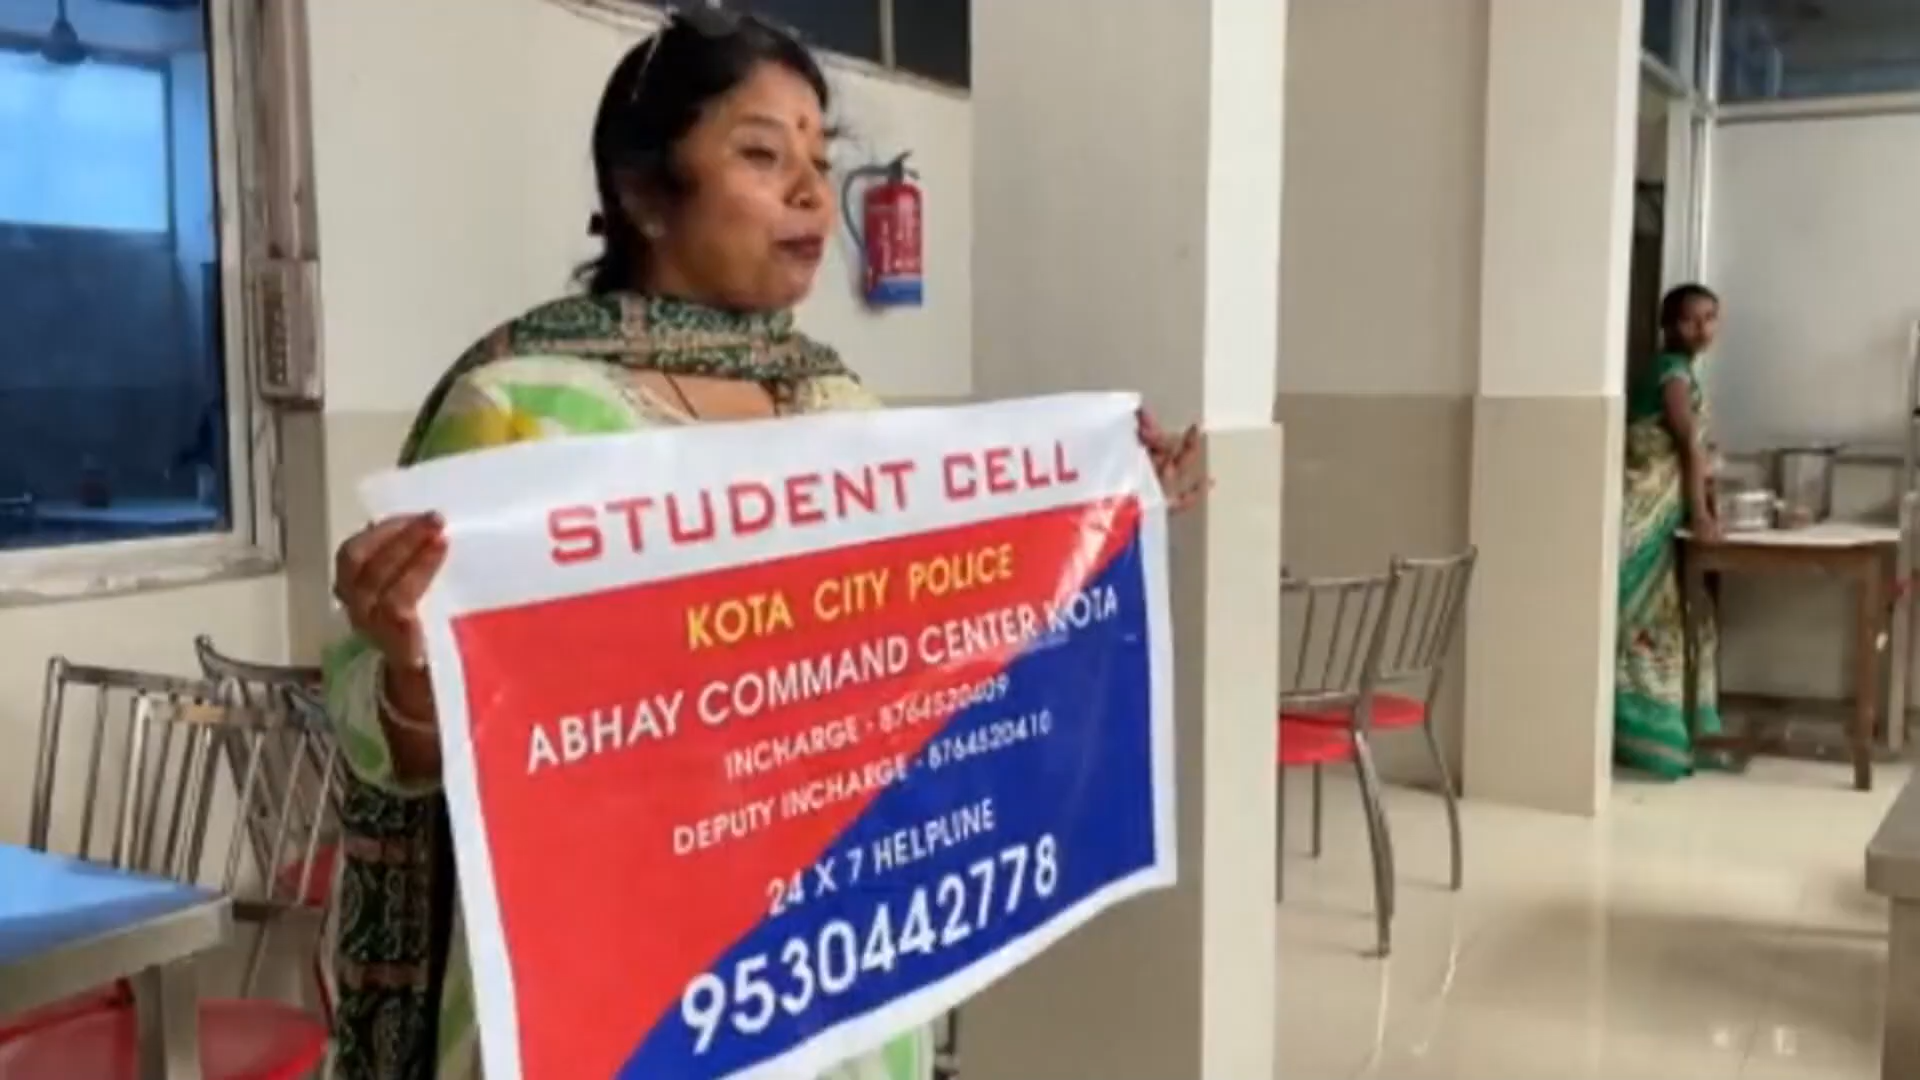 STUDENT CELL
KOTA CITY POLICE
ABHAY COMMAND CENTER KOTA
INCHARGE - 8764520409
DEPUTY INCHARGE - 8764520410
24 X 7 HELPLINE
9530442778